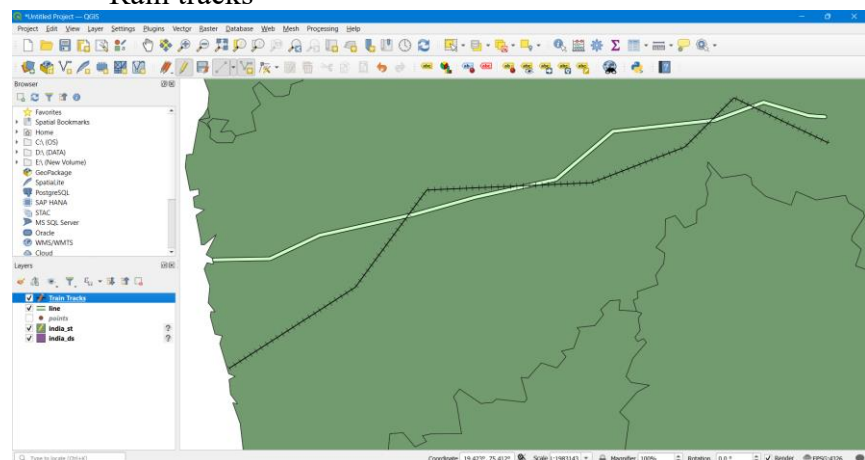 Rain tracks
*Untitled Project — QGIS
Project Edit View Layer Settings Plugins Vector Raster Database Web Mesh Processing Help
Browser
Favorites
Spatial Bookmarks
Home
C:\ (OS)
D:\ (DATA)
E:\ (New Volume)
GeoPackage
SpatiaLite
PostgreSQL
SAP HANA
STAC
MS SQL Server
Oracle
WMS/WMTS
Cloud
Layers
Train Tracks
line
points
india_st
india_ds
Type to locate (Ctrl+K)
Coordinate 19.423°, 75.412° Scale 1:1983143 Magnifier 100% Rotation 0.0 ° Render EPSG:4326